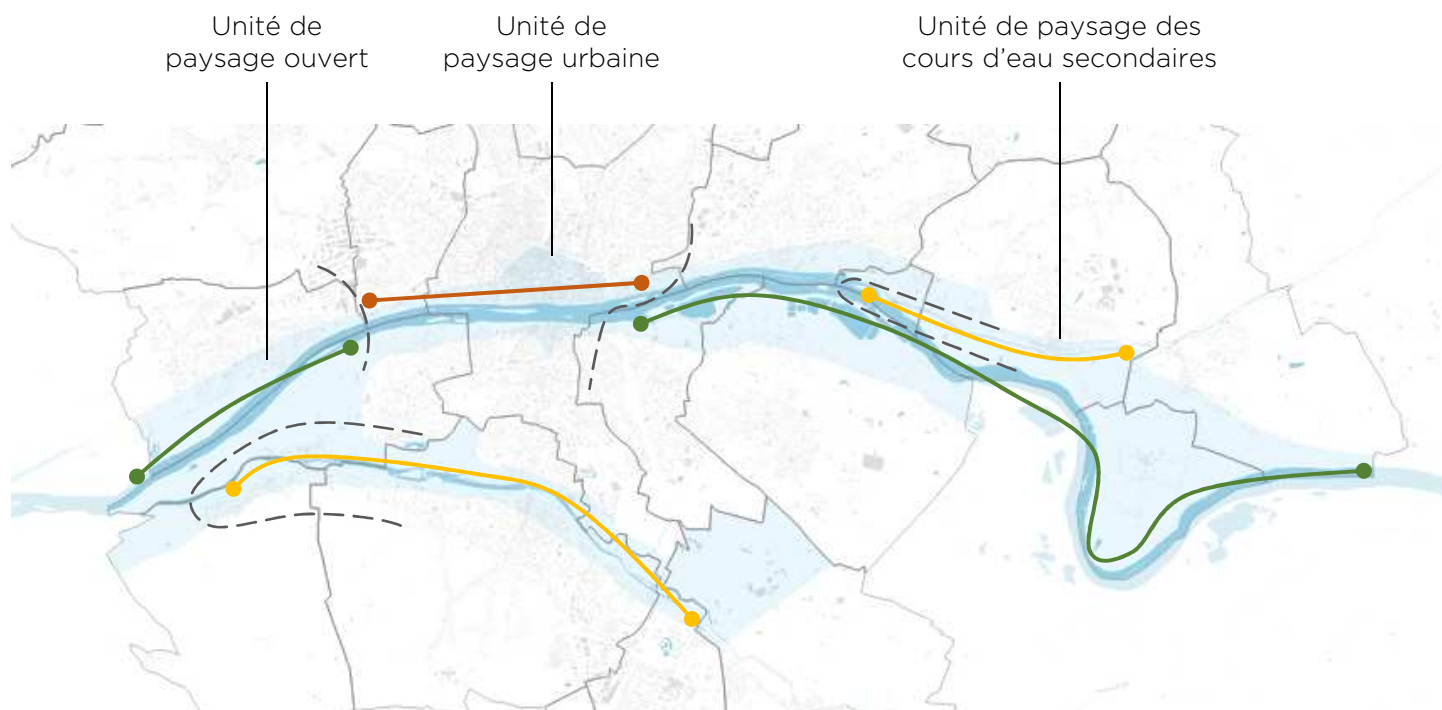 Unité de
paysage ouvert
Unité de
paysage urbaine
Unité de paysage des
cours d'eau secondaires